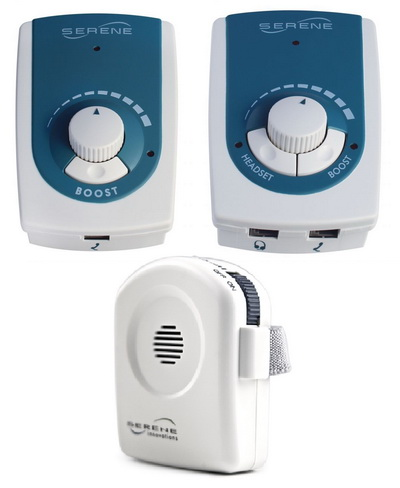 SERENE
BOOST
SERENE
HEADSET
BOOST
SERENE
innovations